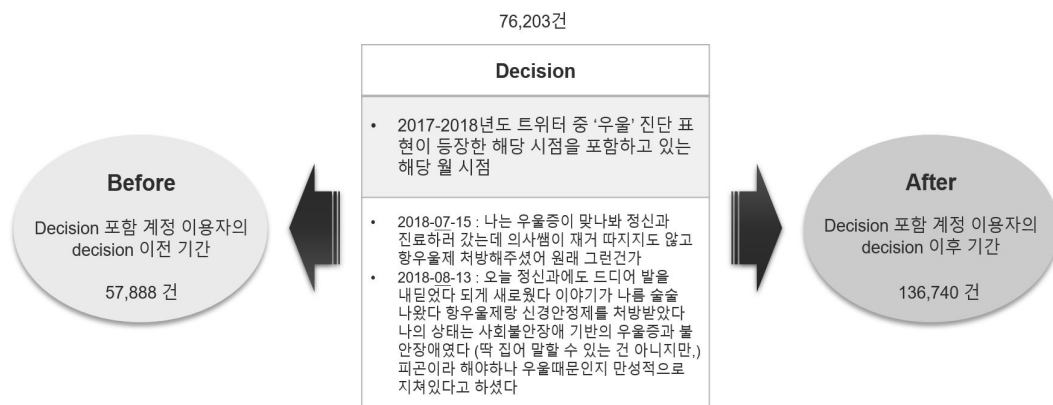 76,203건
Decision
• 2017-2018년도 트위터 중 ‘우울’ 진단 표
현이 등장한 해당 시점을 포함하고 있는
해당 월 시점
Before
Decision 포함 계정 이용자의
decision 이전 기간
57,888 건
• 2018-07-15 : 나는 우울증이 맞나봐 정신과
진료하러 갔는데 의사쌤이 재거 따지지도 않고
항우울제 처방해주셨어 원래 그런건가
• 2018-08-13 : 오늘 정신과에도 드디어 발을
내딛었다 되게 새로웠다 이야기가 나름 술술
나왔다 항우울제랑 신경안정제를 처방받았다
나의 상태는 사회불안장애 기반의 우울증과 불
안장애였다 (딱 집어 말할 수 있는 건 아니지만,)
피곤이라 해야하나 우울때문인지 만성적으로
지쳐있다고 하셨다
After
Decision 포함 계정 이용자의
decision 이후 기간
136,740 건